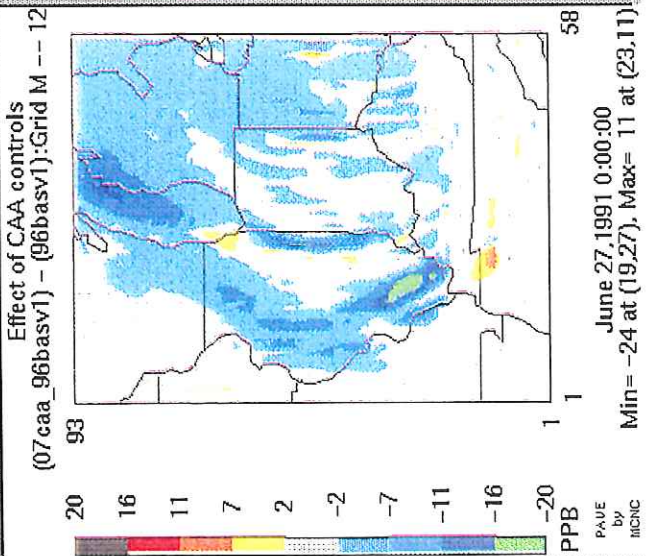 Effect of CAA controls
(07caa_96basv1) - (96basv1):Grid M -- 12
20
16
11
7
2
-2
-7
-11
-16
-20
PPB
PAVE
by
MCNC
93
1
1
58
June 27,1991 0:00:00
Min= -24 at (19,27), Max= 11 at (23,11)